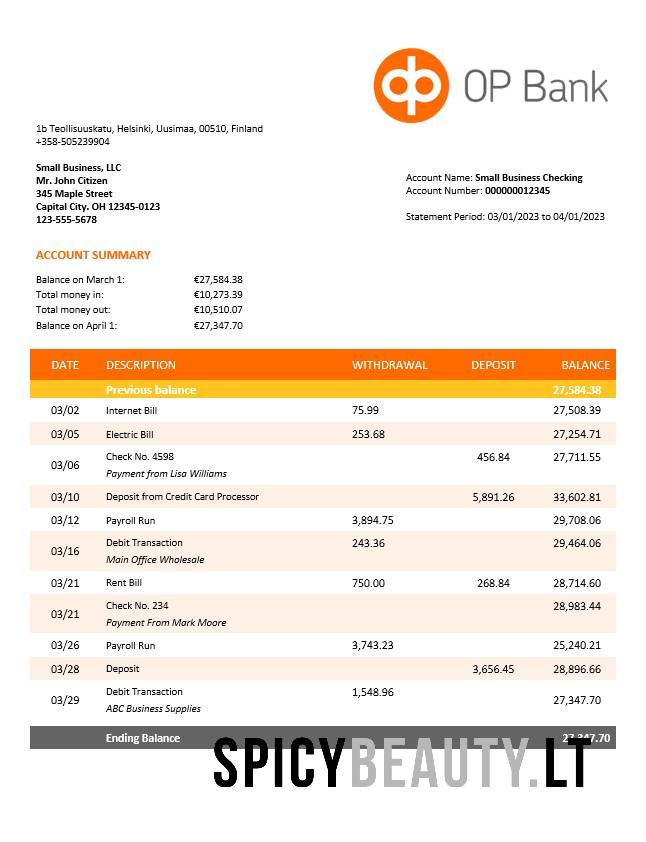 OP Bank
1b Teollisuuskatu, Helsinki, Uusimaa, 00510, Finland
+358-505239904
Small Business, LLC
Mr. John Citizen
345 Maple Street
Capital City. OH 12345-0123
123-555-5678
Account Name: Small Business Checking
Account Number: 000000012345
Statement Period: 03/01/2023 to 04/01/2023
ACCOUNT SUMMARY
Balance on March 1: €27,584.38
Total money in: €10,273.39
Total money out: €10,510.07
Balance on April 1: €27,347.70
DATE DESCRIPTION WITHDRAWAL DEPOSIT BALANCE
Previous balance 27,584.38
03/02 Internet Bill 75.99 27,508.39
03/05 Electric Bill 253.68 27,254.71
03/06 Check No. 4598 456.84 27,711.55
Payment from Lisa Williams
03/10 Deposit from Credit Card Processor 5,891.26 33,602.81
03/12 Payroll Run 3,894.75 29,708.06
03/16 Debit Transaction 243.36 29,464.06
Main Office Wholesale
03/21 Rent Bill 750.00 268.84 28,714.60
03/21 Check No. 234 28,983.44
Payment From Mark Moore
03/26 Payroll Run 3,743.23 25,240.21
03/28 Deposit 3,656.45 28,896.66
03/29 Debit Transaction 1,548.96 27,347.70
ABC Business Supplies
Ending Balance 27,347.70
SPICYBEAUTY.LT